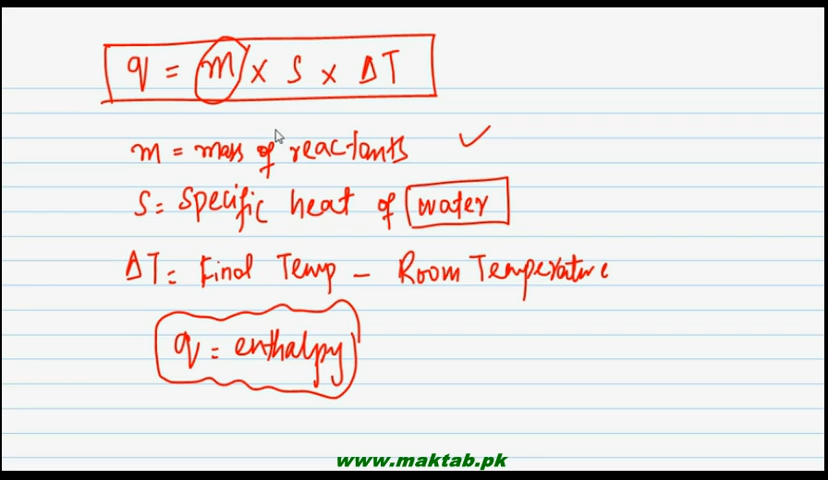 q = m × S × ΔT
m = mass of reactants ✓
S = Specific heat of water
ΔT = Final Temp - Room Temperature
q = enthalpy
www.maktab.pk